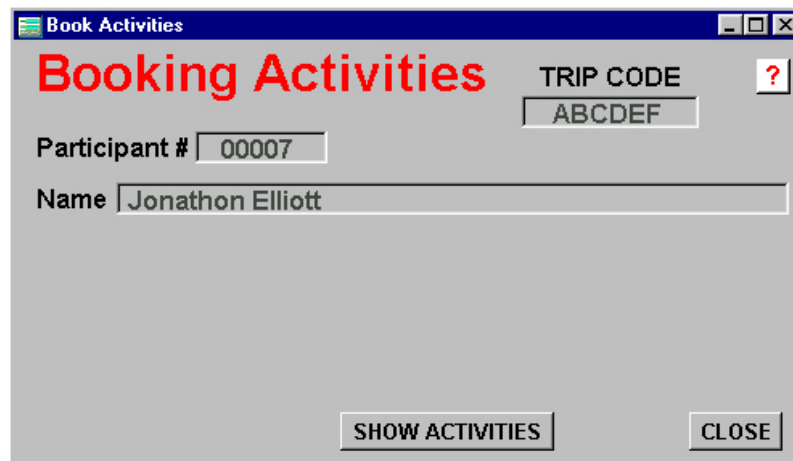 Book Activities
Booking Activities
TRIP CODE
?
ABCDEF
Participant # 00007
Name Jonathon Elliott
SHOW ACTIVITIES CLOSE